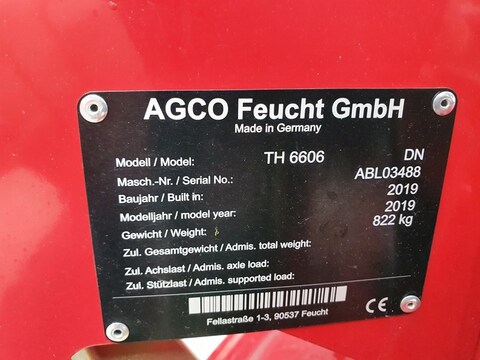 AGCO Feucht GmbH
Made in Germany
Modell / Model: TH 6606 DN
Masch.-Nr. / Serial No.: ABL03488
Baujahr / Built in: 2019
Modelljahr / model year: 2019
Gewicht / Weight: 822 kg
Zul. Gesamtgewicht / Admis. total weight:
Zul. Achslast / Admis. axle load:
Zul. Stützlast / Admis. supported load:
Fellastraße 1-3, 90537 Feucht
CE